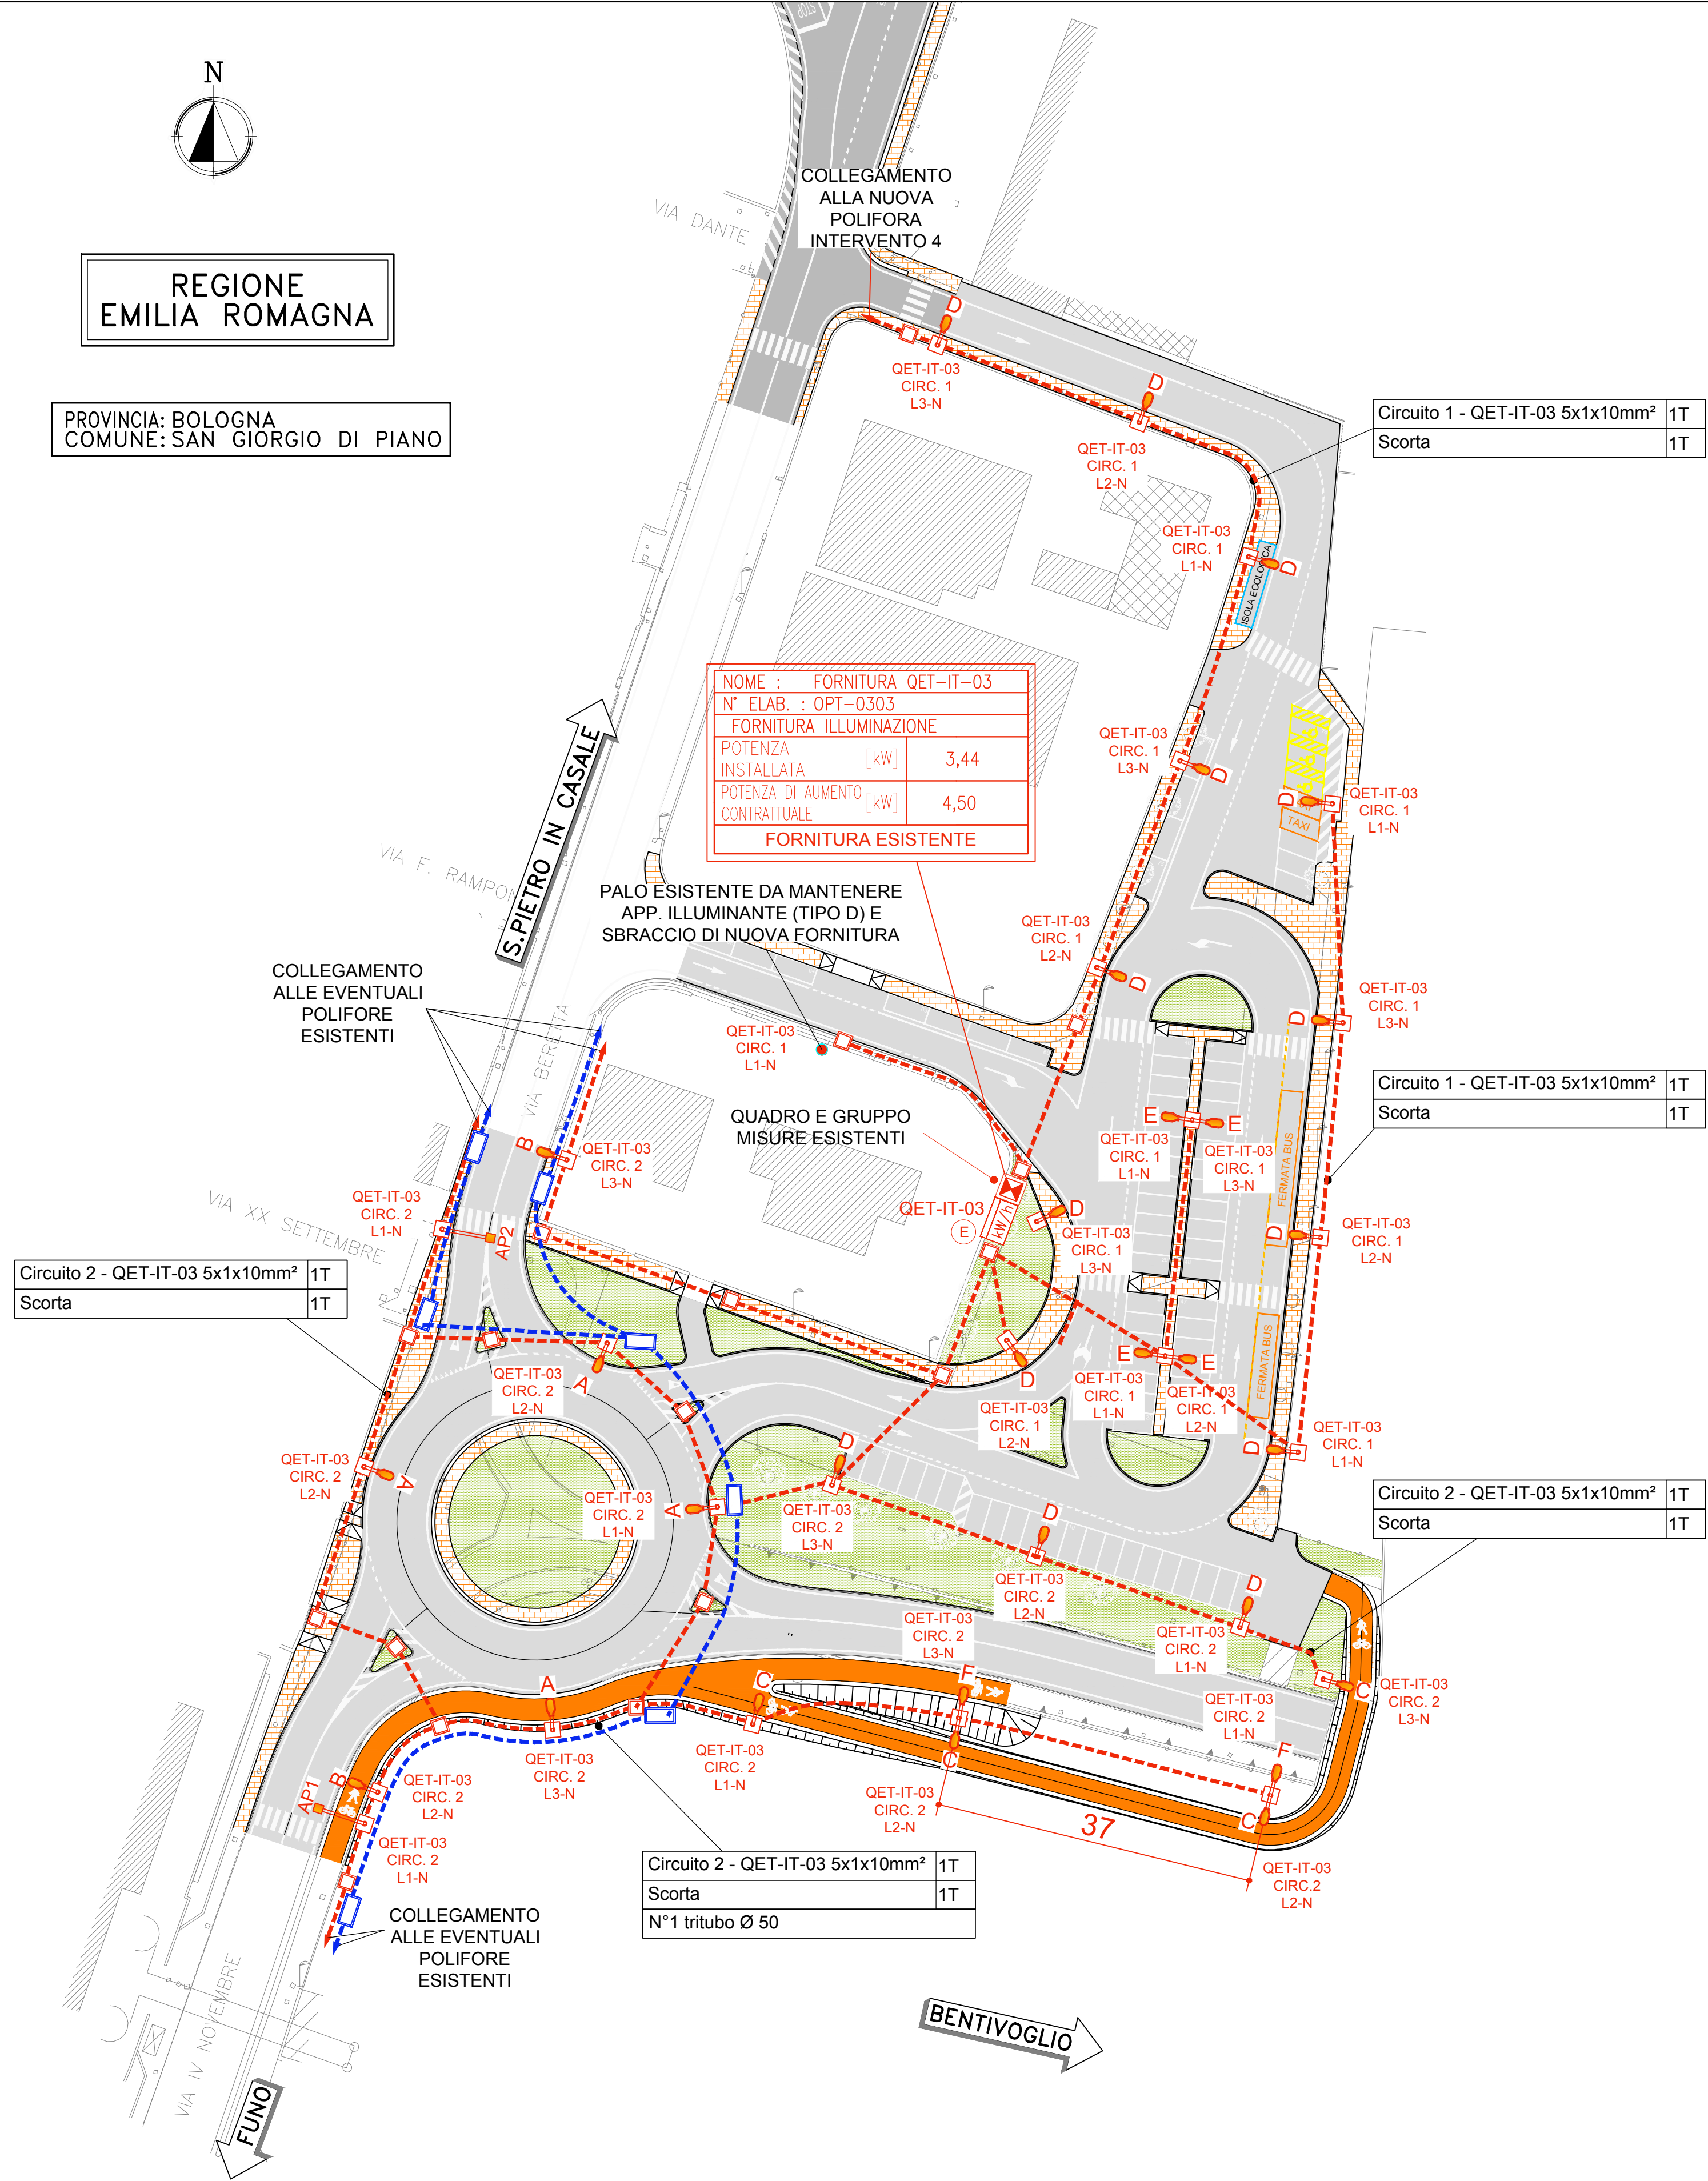 STOP
N
COLLEGAMENTO
ALLA NUOVA
POLIFORA
INTERVENTO 4
VIA DANTE
REGIONE
EMILIA ROMAGNA
PROVINCIA: BOLOGNA
COMUNE: SAN GIORGIO DI PIANO
D
QET-IT-03
CIRC. 1
L3-N
D
QET-IT-03
CIRC. 1
L2-N
Circuito 1 - QET-IT-03 5x1x10mm² 1T
Scorta 1T
QET-IT-03
CIRC. 1
L1-N
D
ISOLA ECOLOGICA
NOME : FORNITURA QET-IT-03
N° ELAB. : OPT-0303
FORNITURA ILLUMINAZIONE
POTENZA
INSTALLATA [kW] 3,44
POTENZA DI AUMENTO
CONTRATTUALE [kW] 4,50
FORNITURA ESISTENTE
QET-IT-03
CIRC. 1
L3-N
D
D
TAXI
QET-IT-03
CIRC. 1
L1-N
S.PIETRO IN CASALE
VIA F. RAMPON
PALO ESISTENTE DA MANTENERE
APP. ILLUMINANTE (TIPO D) E
SBRACCIO DI NUOVA FORNITURA
QET-IT-03
CIRC. 1
L2-N
D
COLLEGAMENTO
ALLE EVENTUALI
POLIFORE
ESISTENTI
VIA BERENTA
QET-IT-03
CIRC. 1
L1-N
D
QET-IT-03
CIRC. 1
L3-N
Circuito 1 - QET-IT-03 5x1x10mm² 1T
Scorta 1T
QUADRO E GRUPPO
MISURE ESISTENTI
E
E
QET-IT-03
CIRC. 1
L1-N
QET-IT-03
CIRC. 1
L3-N
FERMATA BUS
B
QET-IT-03
CIRC. 2
L3-N
VIA XX SETTEMBRE
QET-IT-03
CIRC. 2
L1-N
AP2
QET-IT-03
E
kW/h
D
QET-IT-03
CIRC. 1
L3-N
D
QET-IT-03
CIRC. 1
L2-N
Circuito 2 - QET-IT-03 5x1x10mm² 1T
Scorta 1T
A
QET-IT-03
CIRC. 2
L2-N
D
QET-IT-03
CIRC. 1
L2-N
E
E
QET-IT-03
CIRC. 1
L1-N
QET-IT-03
CIRC. 1
L2-N
FERMATA BUS
D
QET-IT-03
CIRC. 1
L1-N
QET-IT-03
CIRC. 2
L2-N
A
QET-IT-03
CIRC. 2
L1-N
A
D
QET-IT-03
CIRC. 2
L3-N
D
QET-IT-03
CIRC. 2
L2-N
Circuito 2 - QET-IT-03 5x1x10mm² 1T
Scorta 1T
D
QET-IT-03
CIRC. 2
L1-N
QET-IT-03
CIRC. 2
L3-N
F
C
QET-IT-03
CIRC. 2
L3-N
A
QET-IT-03
CIRC. 2
L3-N
C
QET-IT-03
CIRC. 2
L1-N
C
QET-IT-03
CIRC. 2
L2-N
QET-IT-03
CIRC. 2
L1-N
F
C
37
QET-IT-03
CIRC.2
L2-N
B
QET-IT-03
CIRC. 2
L2-N
AP1
QET-IT-03
CIRC. 2
L1-N
Circuito 2 - QET-IT-03 5x1x10mm² 1T
Scorta 1T
N°1 tritubo Ø 50
COLLEGAMENTO
ALLE EVENTUALI
POLIFORE
ESISTENTI
VIA IV NOVEMBRE
BENTIVOGLIO
FUNO